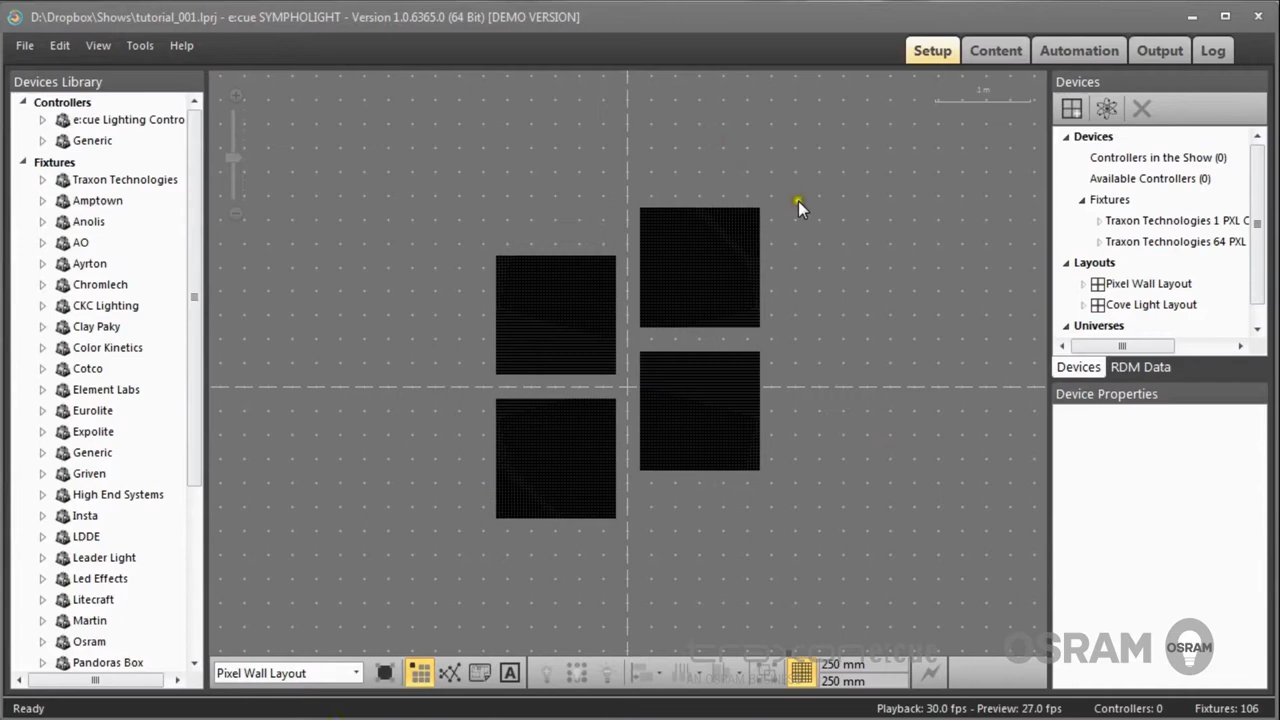 D:\Dropbox\Shows\tutorial_001.lprj - e:cue SYMPHOLIGHT - Version 1.0.6365.0 (64 Bit) [DEMO VERSION]
File Edit View Tools Help
Setup Content Automation Output Log
Devices Library
Controllers
e:cue Lighting Contro
Generic
Fixtures
Traxon Technologies
Amptown
Anolis
AO
Ayrton
Chromlech
CKC Lighting
Clay Paky
Color Kinetics
Cotco
Element Labs
Eurolite
Expolite
Generic
Griven
High End Systems
Insta
LDDE
Leader Light
Led Effects
Litecraft
Martin
Osram
Pandoras Box
1 m
Devices
Devices
Controllers in the Show (0)
Available Controllers (0)
Fixtures
Traxon Technologies 1 PXL C
Traxon Technologies 64 PXL
Layouts
Pixel Wall Layout
Cove Light Layout
Universes
Devices RDM Data
Device Properties
Pixel Wall Layout
A
250 mm
250 mm
OSRAM
OSRAM
Ready
Playback: 30.0 fps - Preview: 27.0 fps Controllers: 0 Fixtures: 106